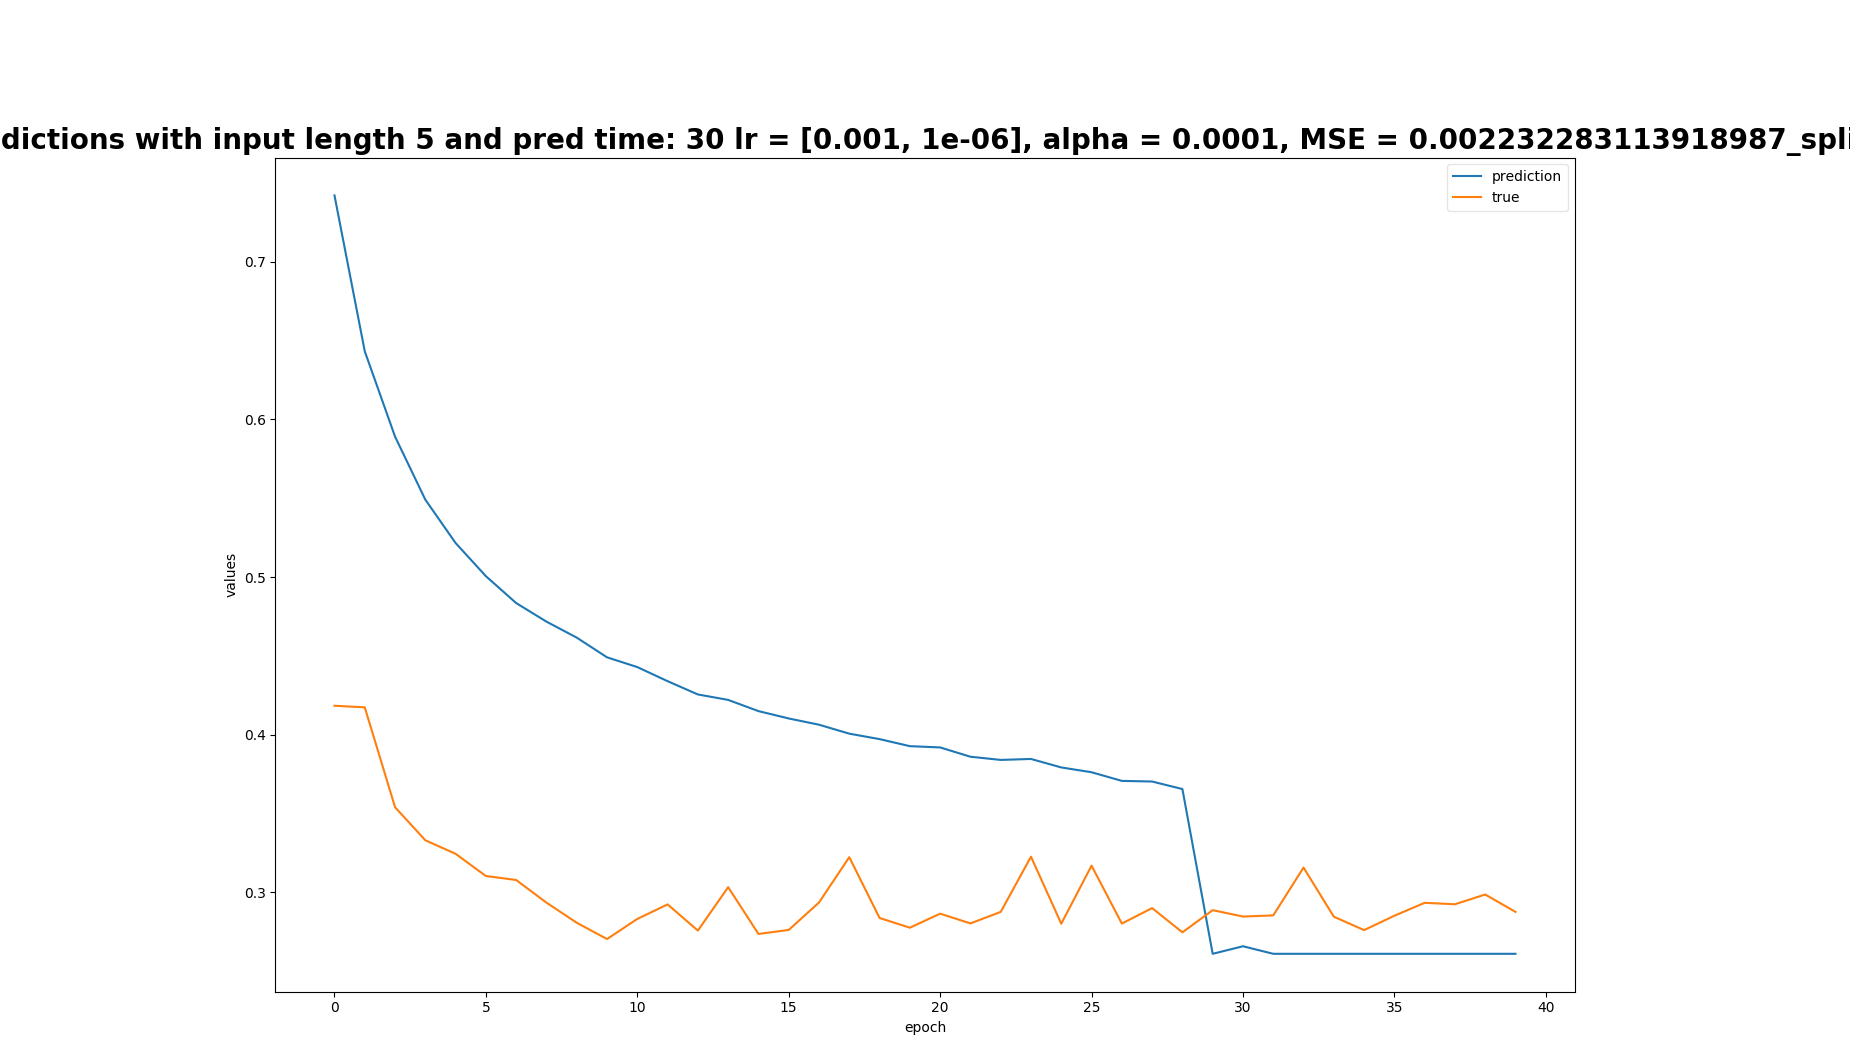 dictions with input length 5 and pred time: 30 lr = [0.001, 1e-06], alpha = 0.0001, MSE = 0.002232283113918987_spli
prediction
true
0.7
0.6
0.5
0.4
0.3
values
0
5
10
15
20
25
30
35
40
epoch